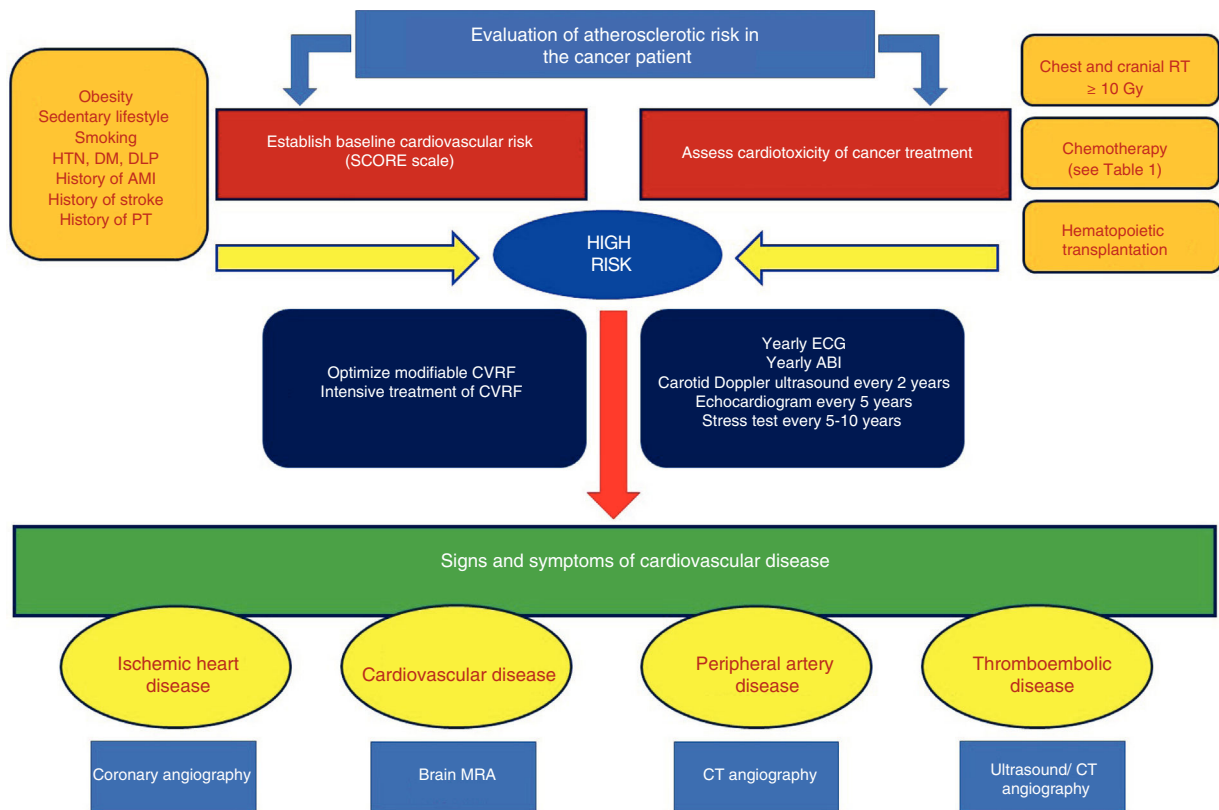 Evaluation of atherosclerotic risk in
the cancer patient
Obesity
Sedentary lifestyle
Smoking
HTN, DM, DLP
History of AMI
History of stroke
History of PT
Establish baseline cardiovascular risk
(SCORE scale)
Assess cardiotoxicity of cancer treatment
Chest and cranial RT
≥ 10 Gy
Chemotherapy
(see Table 1)
Hematopoietic
transplantation
HIGH
RISK
Optimize modifiable CVRF
Intensive treatment of CVRF
Yearly ECG
Yearly ABI
Carotid Doppler ultrasound every 2 years
Echocardiogram every 5 years
Stress test every 5-10 years
Signs and symptoms of cardiovascular disease
Ischemic heart
disease
Cardiovascular disease
Peripheral artery
disease
Thromboembolic
disease
Coronary angiography
Brain MRA
CT angiography
Ultrasound/ CT
angiography